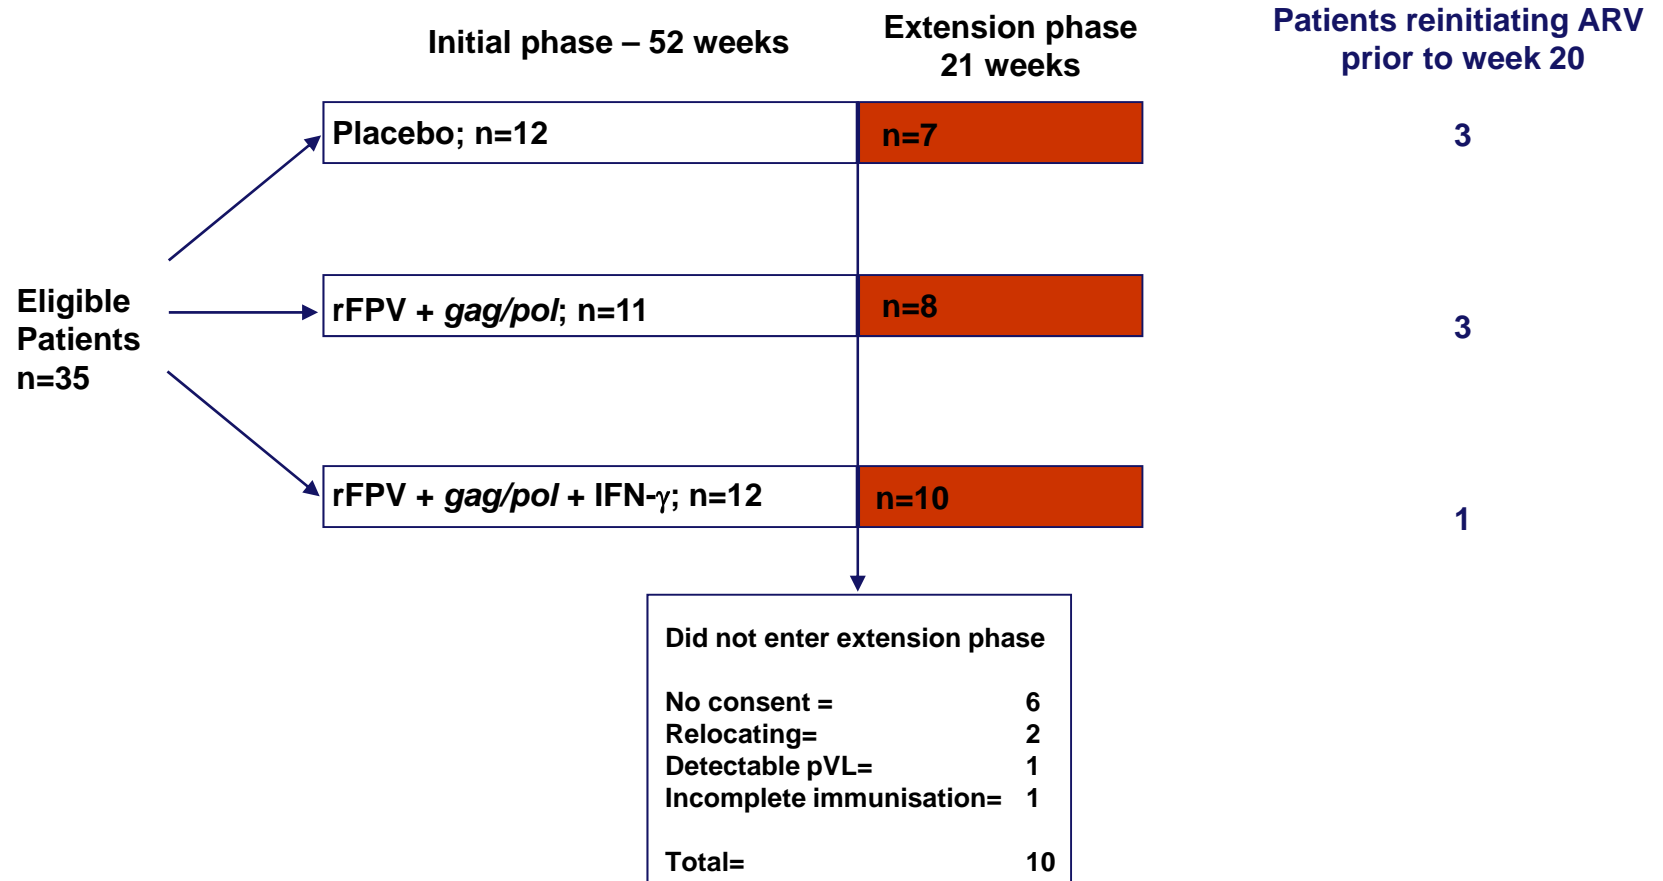 Initial phase – 52 weeks
Extension phase
21 weeks
Patients reinitiating ARV
prior to week 20
Placebo; n=12
n=7
3
Eligible
Patients
n=35
rFPV + gag/pol; n=11
n=8
3
rFPV + gag/pol + IFN-γ; n=12
n=10
1
Did not enter extension phase
No consent = 6
Relocating= 2
Detectable pVL= 1
Incomplete immunisation= 1
Total= 10